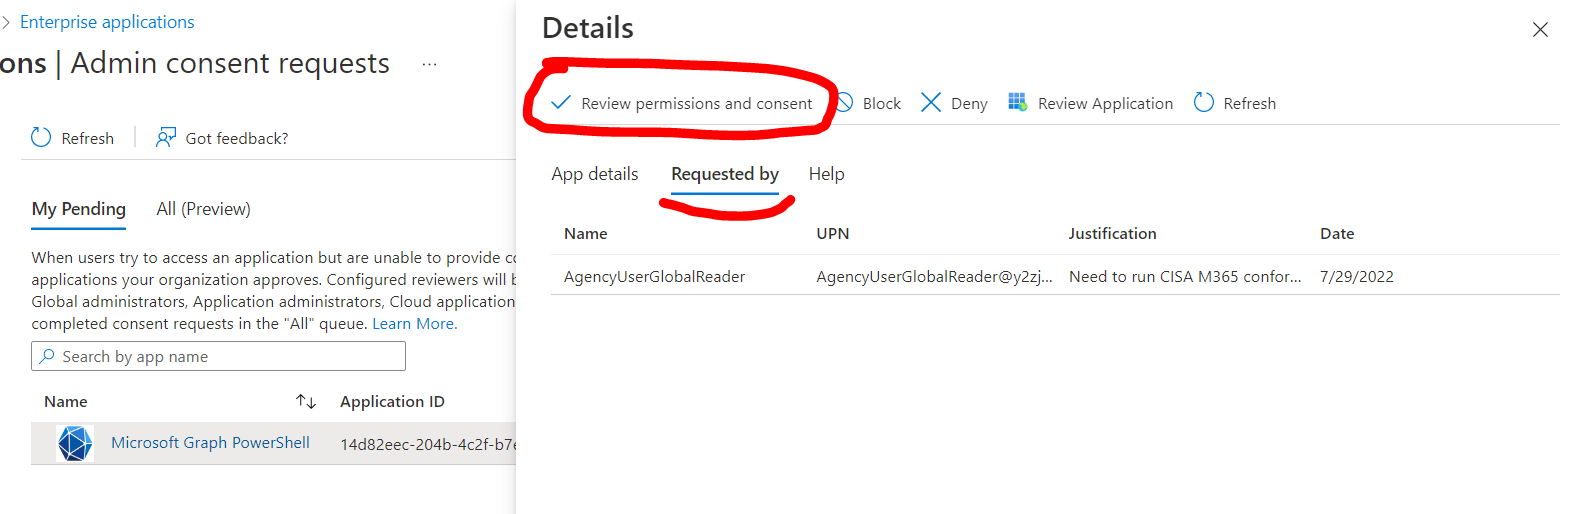 Enterprise applications
ons | Admin consent requests ...
Refresh Got feedback?
My Pending All (Preview)
When users try to access an application but are unable to provide
applications your organization approves. Configured reviewers will
Global administrators, Application administrators, Cloud application
completed consent requests in the "All" queue. Learn More.
Search by app name
Name Application ID
Microsoft Graph PowerShell 14d82eec-204b-4c2f-b7e
Details
Review permissions and consent Block Deny Review Application Refresh
App details Requested by Help
Name UPN Justification Date
AgencyUserGlobalReader AgencyUserGlobalReader@y2zj... Need to run CISA M365 confor... 7/29/2022